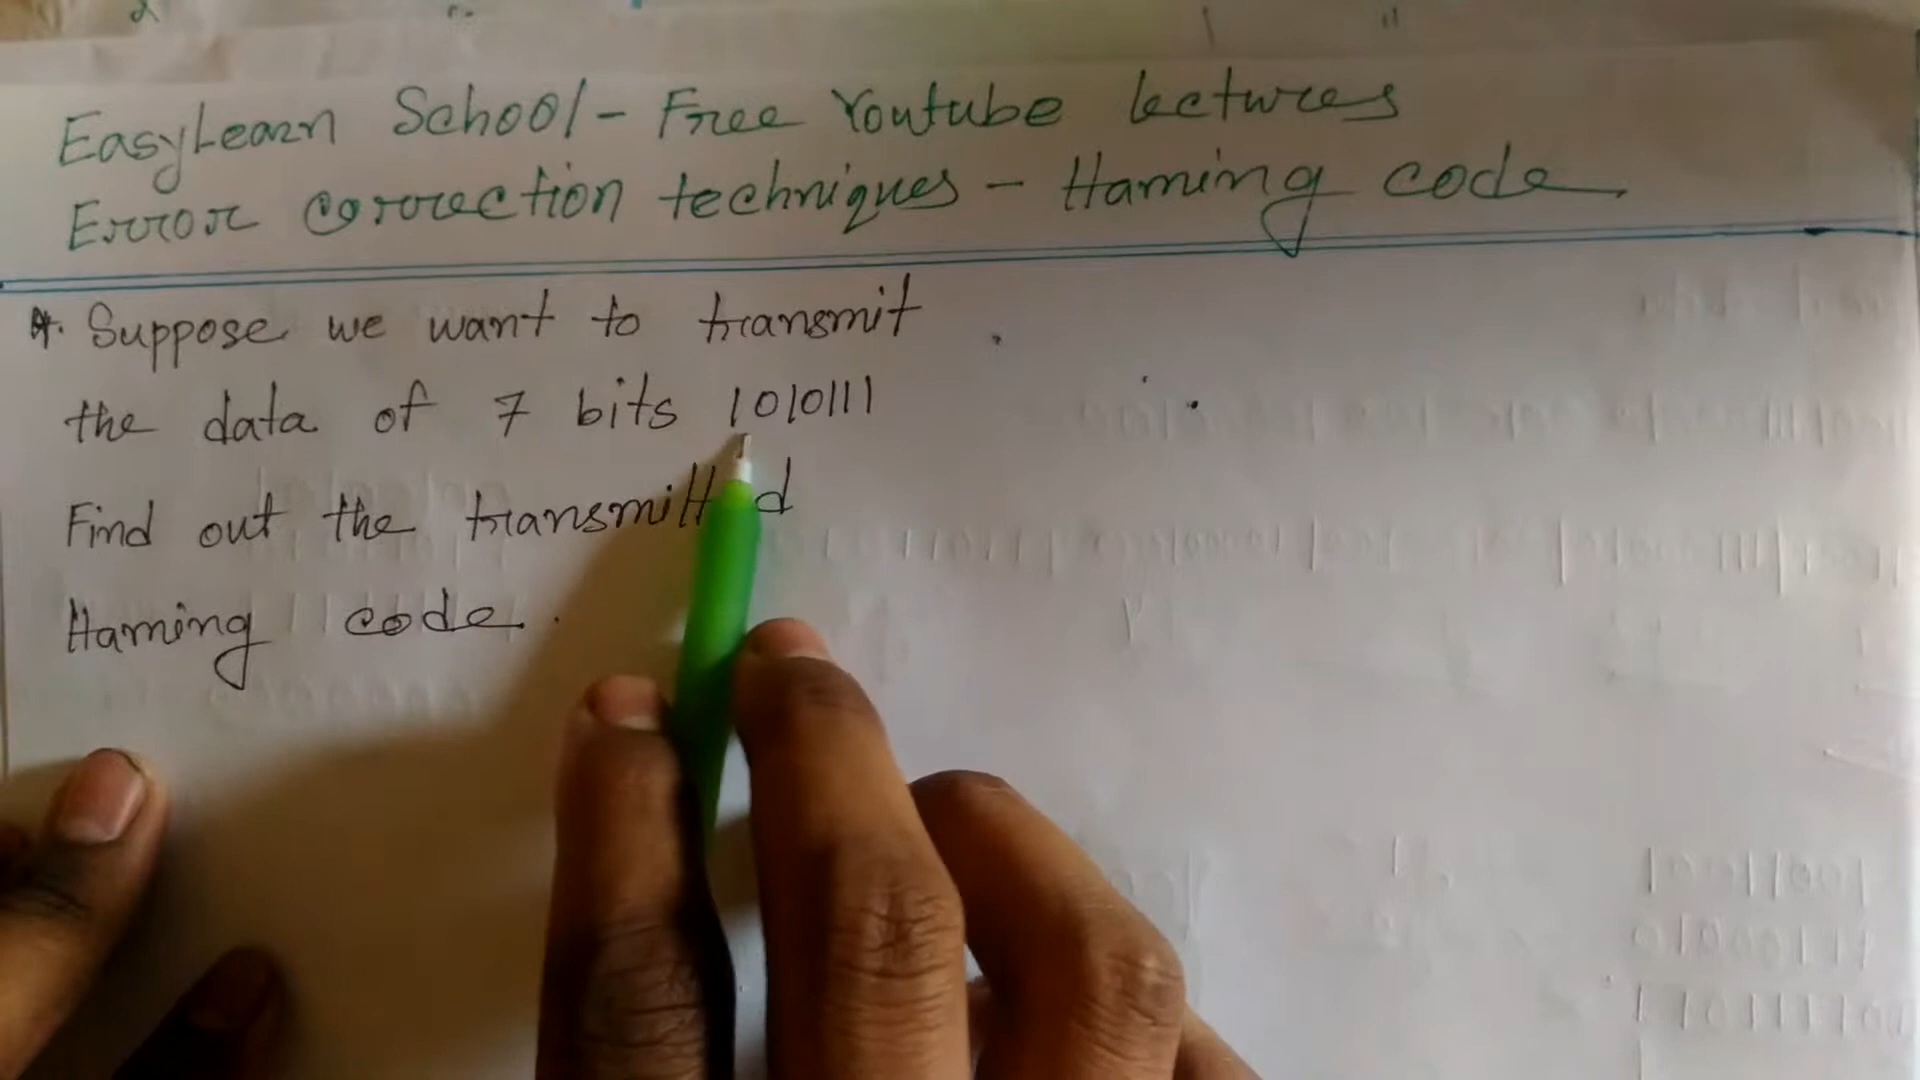 EasyLearn School - Free Youtube lectures
Error correction techniques - Haming code.
Suppose we want to transmit
the data of 7 bits 1010111
Find out the
Haming code.